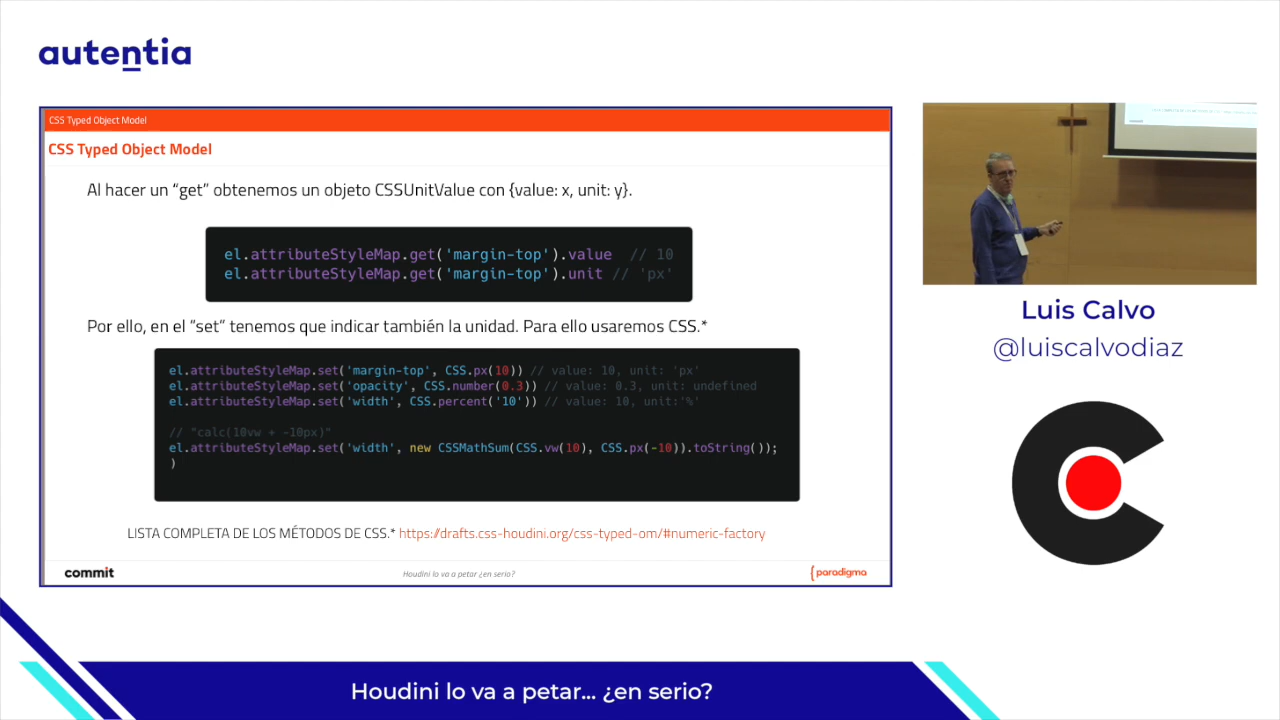 autentia
CSS Typed Object Model
CSS Typed Object Model
Al hacer un “get” obtenemos un objeto CSSUnitValue con {value: x, unit: y}.
el.attributeStyleMap.get('margin-top').value // 10
el.attributeStyleMap.get('margin-top').unit // 'px'
Por ello, en el “set” tenemos que indicar también la unidad. Para ello usaremos CSS.*
el.attributeStyleMap.set('margin-top', CSS.px(10)) // value: 10, unit: 'px'
el.attributeStyleMap.set('opacity', CSS.number(0.3)) // value: 0.3, unit: undefined
el.attributeStyleMap.set('width', CSS.percent('10')) // value: 10, unit:'%'
// "calc(10vw + -10px)"
el.attributeStyleMap.set('width', new CSSMathSum(CSS.vw(10), CSS.px(-10)).toString());
)
LISTA COMPLETA DE LOS MÉTODOS DE CSS.* https://drafts.css-houdini.org/css-typed-om/#numeric-factory
commit
Houdini lo va a petar ¿en serio?
{paradigma
Luis Calvo
@luiscalvodiaz
Houdini lo va a petar... ¿en serio?